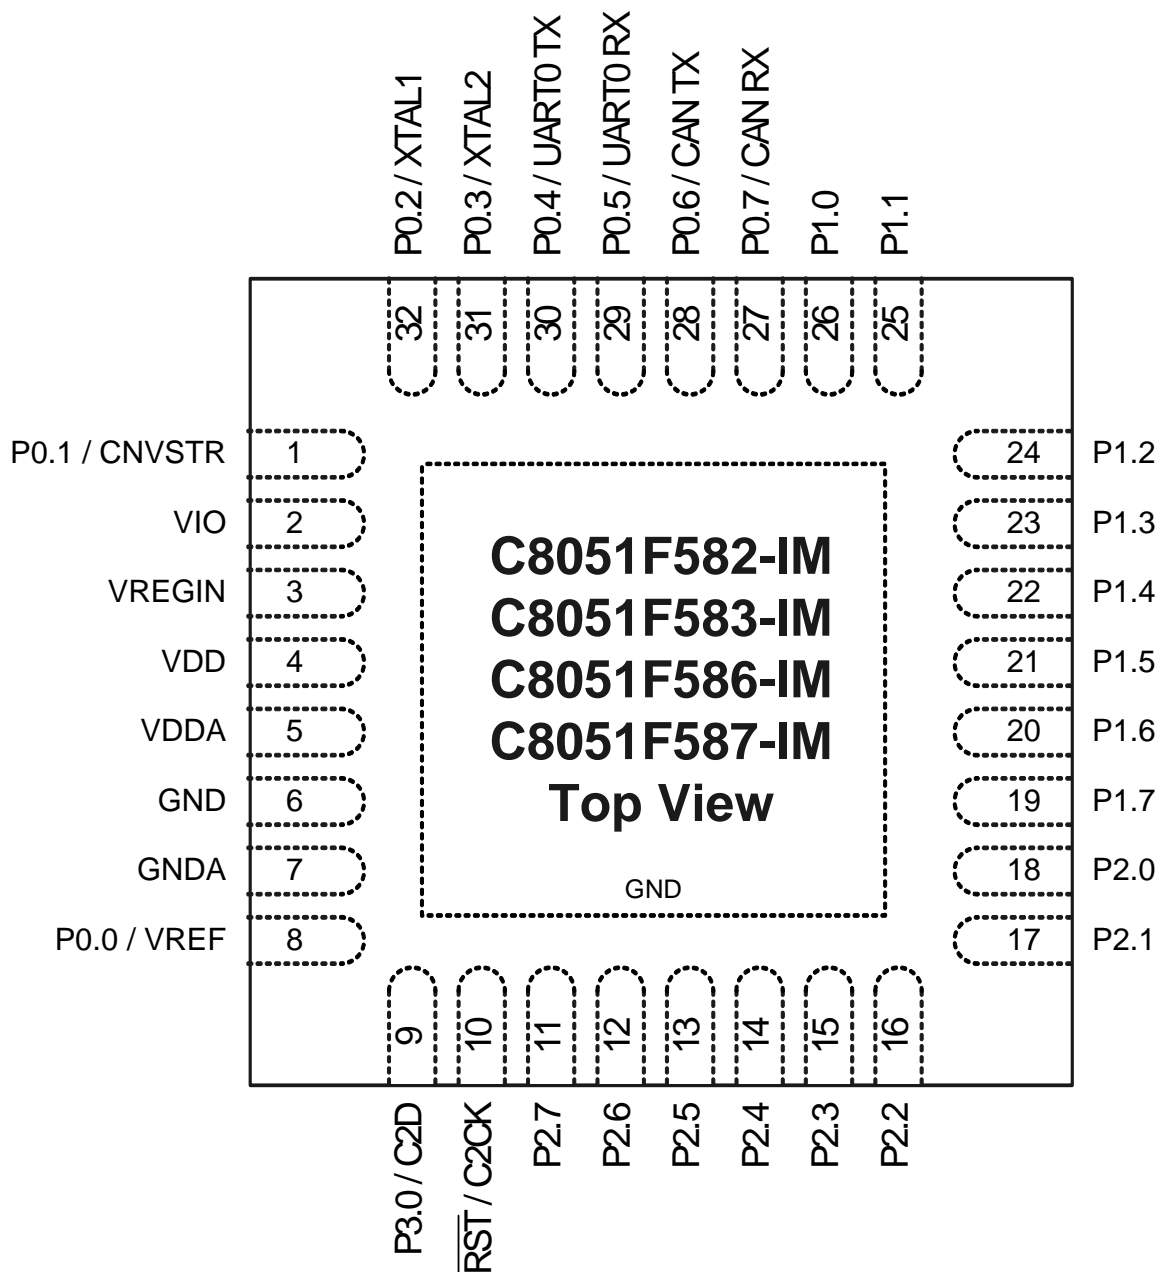 P0.2 / XTAL1
P0.3 / XTAL2
P0.4 / UART0 TX
P0.5 / UART0 RX
P0.6 / CAN TX
P0.7 / CAN RX
P1.0
P1.1
32
31
30
29
28
27
26
25
P0.1 / CNVSTR 1
VIO 2
VREGIN 3
VDD 4
VDDA 5
GND 6
GNDA 7
P0.0 / VREF 8
C8051F582-IM
C8051F583-IM
C8051F586-IM
C8051F587-IM
Top View
GND
24 P1.2
23 P1.3
22 P1.4
21 P1.5
20 P1.6
19 P1.7
18 P2.0
17 P2.1
9
10
11
12
13
14
15
16
P3.0 / C2D
R̅S̅T̅ / C2CK
P2.7
P2.6
P2.5
P2.4
P2.3
P2.2